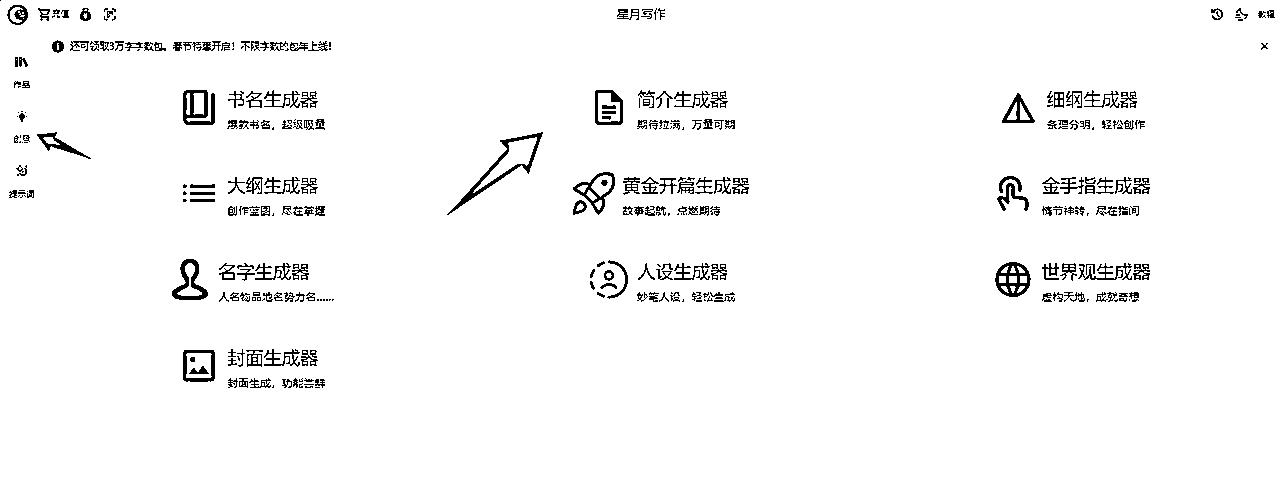 充值
星月写作
教程
还可领取3万字字数包。春节特惠开启！不限字数的包年上线！
作品
创意
提示词
书名生成器
爆款书名，超级吸量
简介生成器
期待拉满，万量可期
细纲生成器
条理分明，轻松创作
大纲生成器
创作蓝图，尽在掌握
黄金开篇生成器
故事起航，点燃期待
金手指生成器
情节神转，尽在指间
名字生成器
人名物品地名势力名......
人设生成器
妙笔人设，轻松生成
世界观生成器
虚构天地，成就奇想
封面生成器
封面生成，功能尝鲜